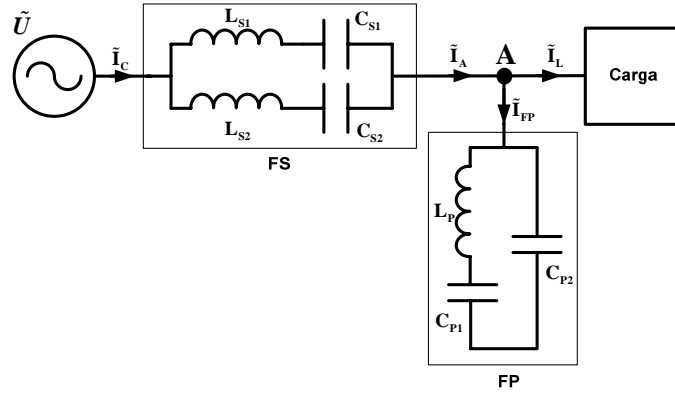 Ũ
L_S1
C_S1
Ĩ_C
Ĩ_A
A
Ĩ_L
Carga
L_S2
C_S2
FS
Ĩ_FP
L_P
C_P2
C_P1
FP